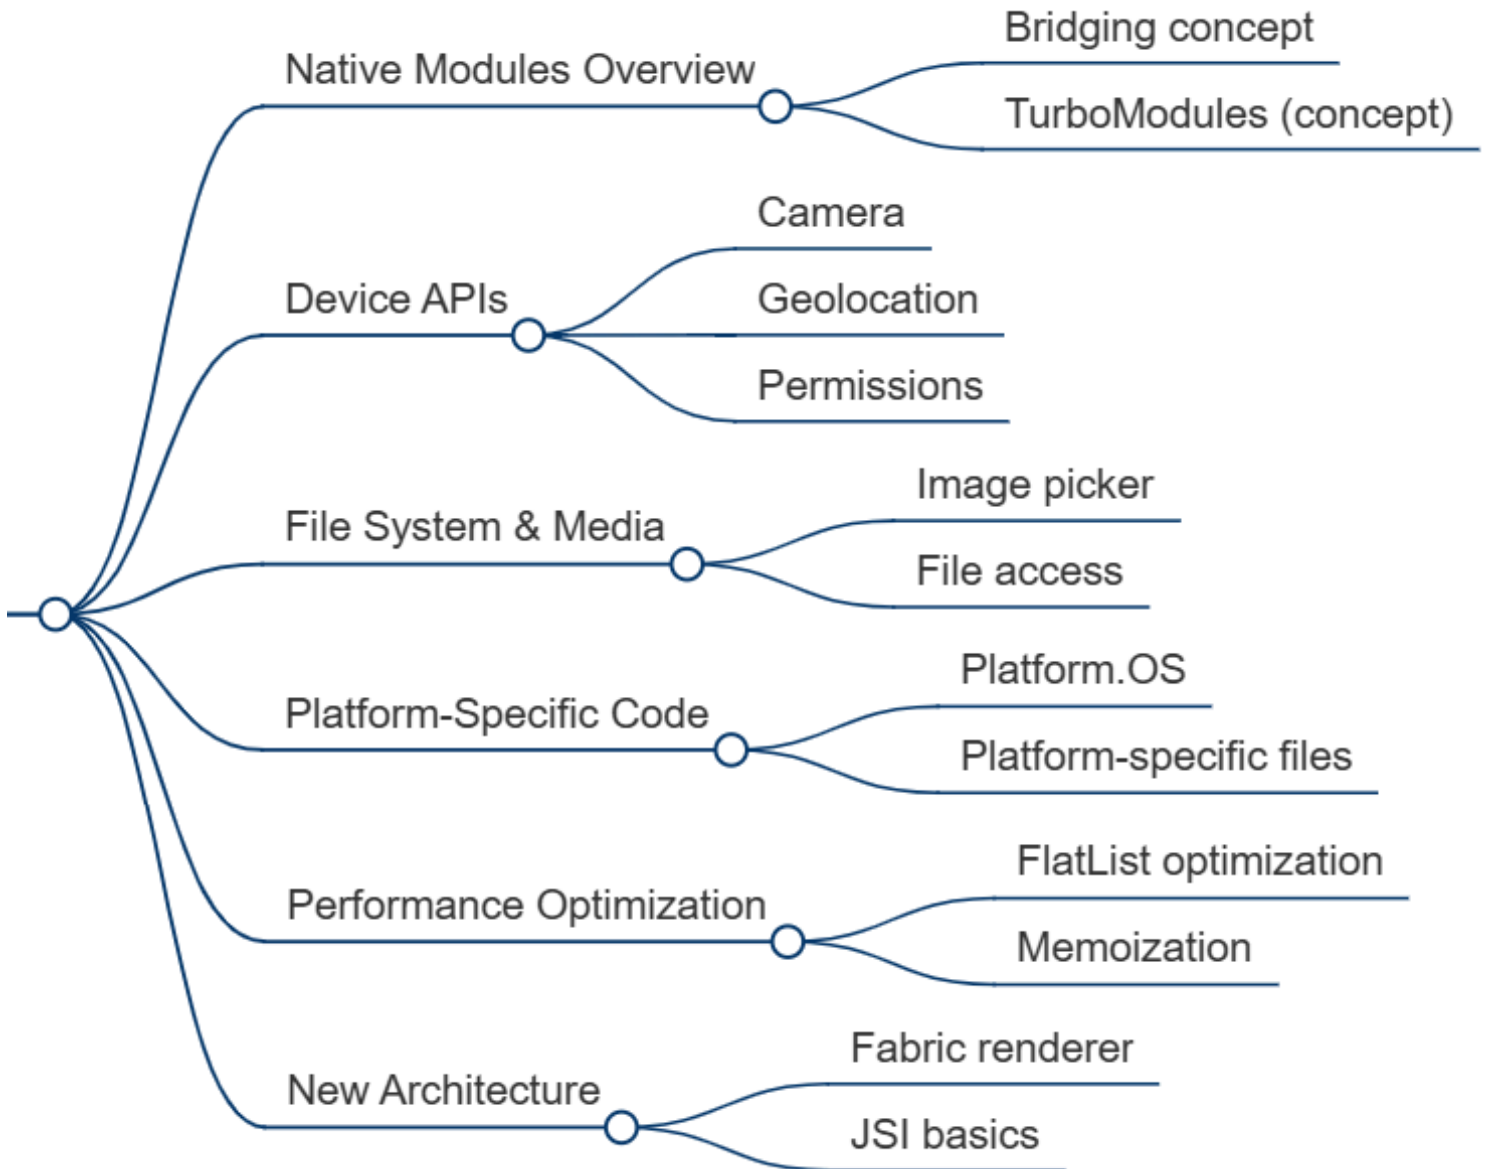 Native Modules Overview
Bridging concept
TurboModules (concept)
Device APIs
Camera
Geolocation
Permissions
File System & Media
Image picker
File access
Platform-Specific Code
Platform.OS
Platform-specific files
Performance Optimization
FlatList optimization
Memoization
New Architecture
Fabric renderer
JSI basics